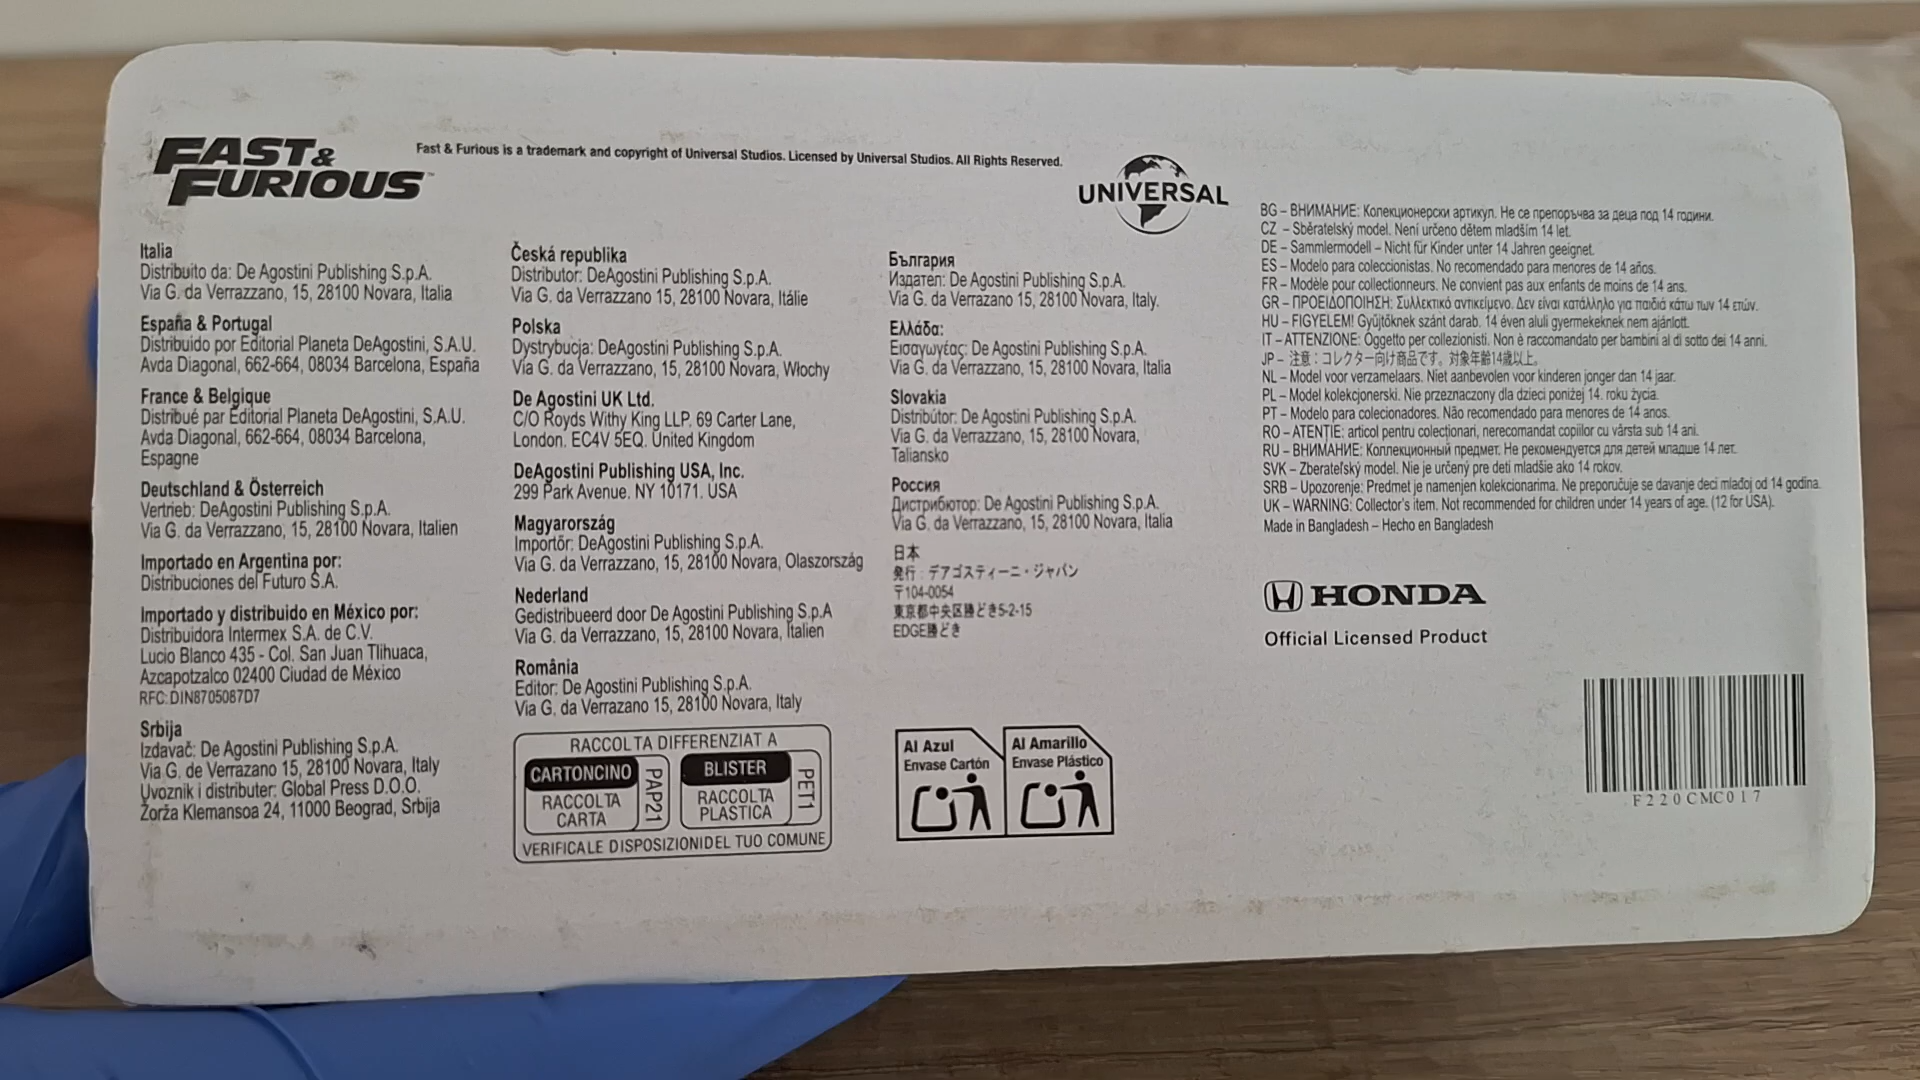 FAST &
FURIOUS™
Fast & Furious is a trademark and copyright of Universal Studios. Licensed by Universal Studios. All Rights Reserved.
UNIVERSAL
Italia
Distribuito da: De Agostini Publishing S.p.A.
Via G. da Verrazzano, 15, 28100 Novara, Italia
España & Portugal
Distribuido por Editorial Planeta DeAgostini, S.A.U.
Avda Diagonal, 662-664, 08034 Barcelona, España
France & Belgique
Distribué par Editorial Planeta DeAgostini, S.A.U.
Avda Diagonal, 662-664, 08034 Barcelona,
Espagne
Deutschland & Österreich
Vertrieb: DeAgostini Publishing S.p.A.
Via G. da Verrazzano, 15, 28100 Novara, Italien
Importado en Argentina por:
Distribuciones del Futuro S.A.
Importado y distribuido en México por:
Distribuidora Intermex S.A. de C.V.
Lucio Blanco 435 - Col. San Juan Tlihuaca,
Azcapotzalco 02400 Ciudad de México
RFC:DIN8705087D7
Srbija
Izdavač: De Agostini Publishing S.p.A.
Via G. de Verrazano 15, 28100 Novara, Italy
Uvoznik i distributer: Global Press D.O.O.
Žorža Klemansoa 24, 11000 Beograd, Srbija
Česká republika
Distributor: DeAgostini Publishing S.p.A.
Via G. da Verrazzano 15, 28100 Novara, Itálie
Polska
Dystrybucja: DeAgostini Publishing S.p.A.
Via G. da Verrazzano, 15, 28100 Novara, Włochy
De Agostini UK Ltd.
C/O Royds Withy King LLP. 69 Carter Lane,
London. EC4V 5EQ. United Kingdom
DeAgostini Publishing USA, Inc.
299 Park Avenue. NY 10171. USA
Magyarország
Importőr: DeAgostini Publishing S.p.A.
Via G. da Verrazzano, 15, 28100 Novara, Olaszország
Nederland
Gedistribueerd door De Agostini Publishing S.p.A
Via G. da Verrazzano, 15, 28100 Novara, Italien
România
Editor: De Agostini Publishing S.p.A.
Via G. da Verrazano 15, 28100 Novara, Italy
RACCOLTA DIFFERENZIATA
CARTONCINO
RACCOLTA
CARTA
PAP21
BLISTER
RACCOLTA
PLASTICA
PET1
VERIFICA LE DISPOSIZIONI DEL TUO COMUNE
България
Издател: De Agostini Publishing S.p.A.
Via G. da Verrazano 15, 28100 Novara, Italy.
Ελλάδα:
Εισαγωγέας: De Agostini Publishing S.p.A.
Via G. da Verrazzano, 15, 28100 Novara, Italia
Slovakia
Distribútor: De Agostini Publishing S.p.A.
Via G. da Verrazzano, 15, 28100 Novara,
Taliansko
Россия
Дистрибютор: De Agostini Publishing S.p.A.
Via G. da Verrazzano, 15, 28100 Novara, Italia
日本
発行：デアゴスティーニ・ジャパン
〒104-0054
東京都中央区勝どき5-2-15
EDGE勝どき
Al Azul
Envase Cartón
Al Amarillo
Envase Plástico
BG – ВНИМАНИЕ: Колекционерски артикул. Не се препоръчва за деца под 14 години.
CZ – Sběratelský model. Není určeno dětem mladším 14 let.
DE – Sammlermodell – Nicht für Kinder unter 14 Jahren geeignet.
ES – Modelo para coleccionistas. No recomendado para menores de 14 años.
FR – Modèle pour collectionneurs. Ne convient pas aux enfants de moins de 14 ans.
GR – ΠΡΟΕΙΔΟΠΟΙΗΣΗ: Συλλεκτικό αντικείμενο. Δεν είναι κατάλληλο για παιδιά κάτω των 14 ετών.
HU – FIGYELEM! Gyűjtőknek szánt darab. 14 éven aluli gyermekeknek nem ajánlott.
IT – ATTENZIONE: Oggetto per collezionisti. Non è raccomandato per bambini al di sotto dei 14 anni.
JP – 注意：コレクター向け商品です。対象年齢14歳以上。
NL – Model voor verzamelaars. Niet aanbevolen voor kinderen jonger dan 14 jaar.
PL – Model kolekcjonerski. Nie przeznaczony dla dzieci poniżej 14. roku życia.
PT – Modelo para colecionadores. Não recomendado para menores de 14 anos.
RO – ATENȚIE: articol pentru colecționari, nerecomandat copiilor cu vârsta sub 14 ani.
RU – ВНИМАНИЕ: Коллекционный предмет. Не рекомендуется для детей младше 14 лет.
SVK – Zberateľský model. Nie je určený pre deti mladšie ako 14 rokov.
SRB – Upozorenje: Predmet je namenjen kolekcionarima. Ne preporučuje se davanje deci mlađoj od 14 godina.
UK – WARNING: Collector's item. Not recommended for children under 14 years of age. (12 for USA).
Made in Bangladesh – Hecho en Bangladesh
HONDA
Official Licensed Product
F220CMC017